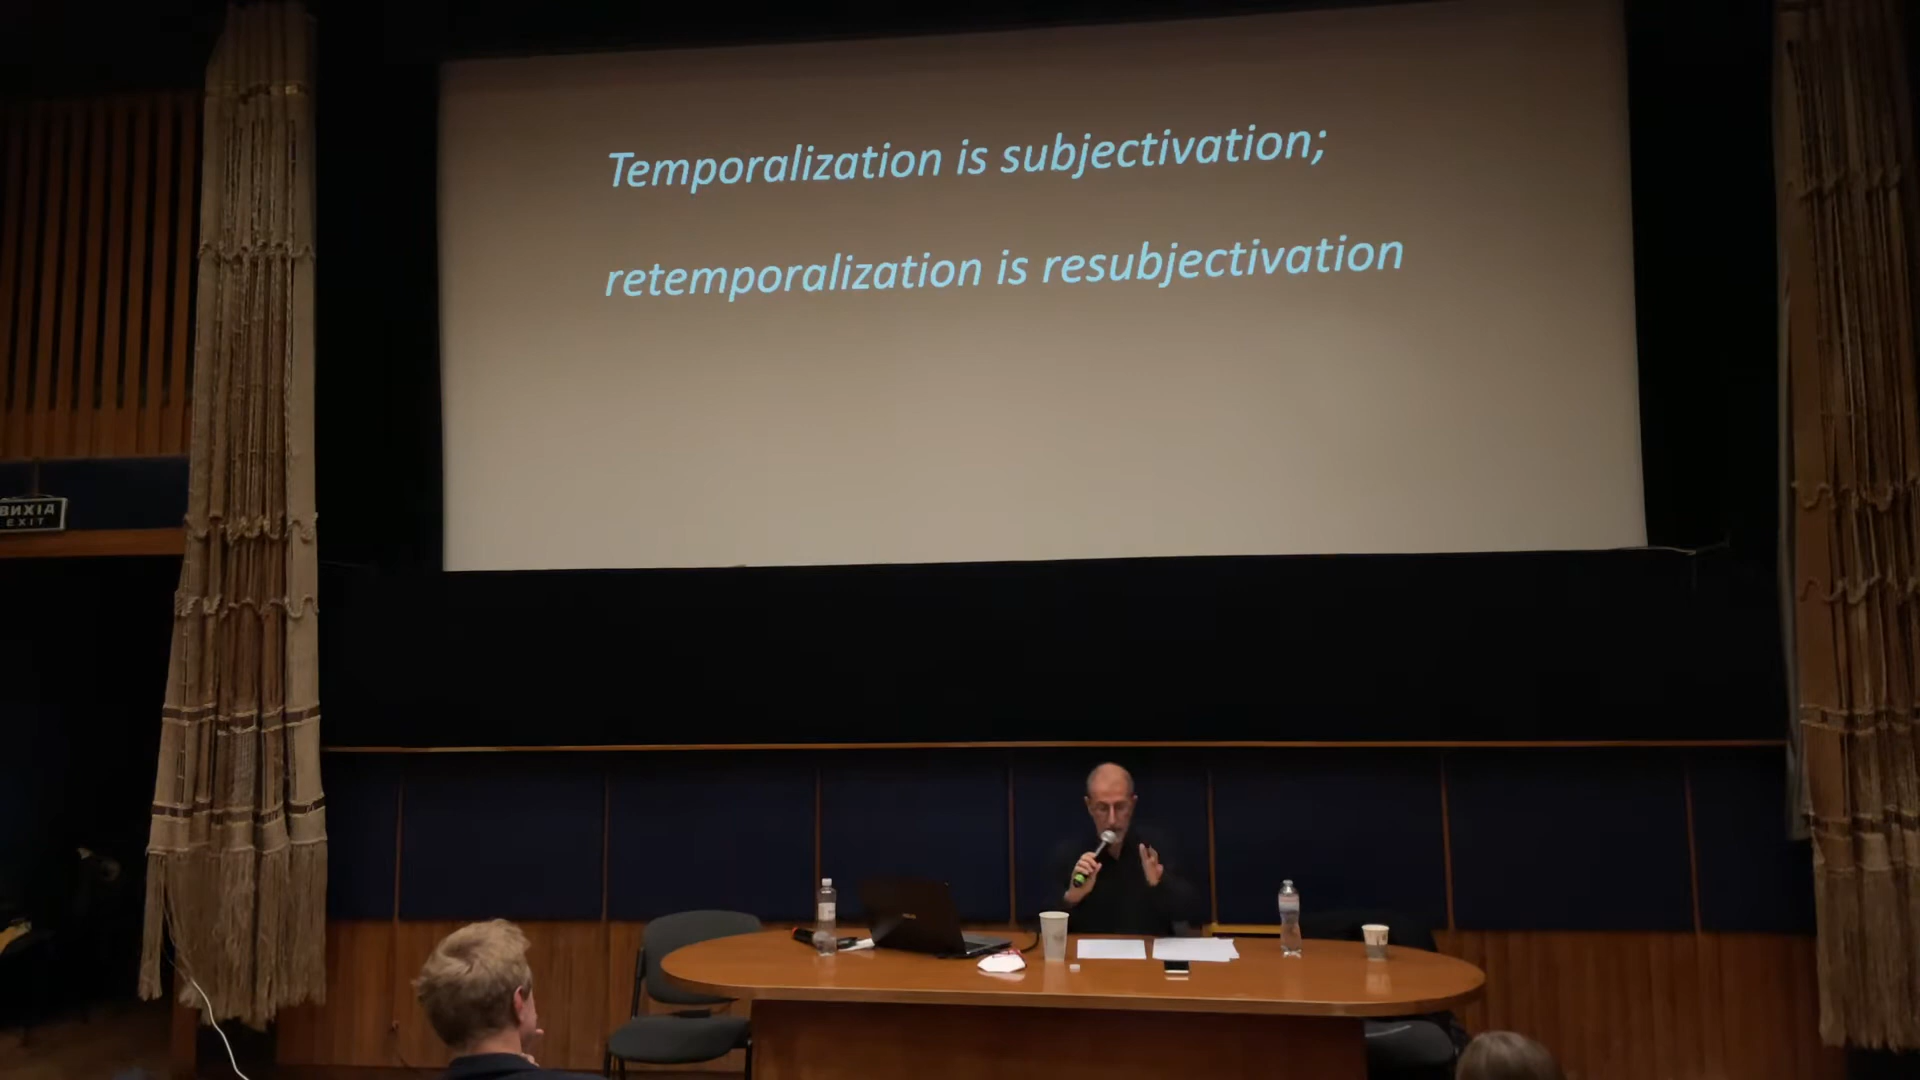 Temporalization is subjectivation;
retemporalization is resubjectivation
ВИХІД
EXIT